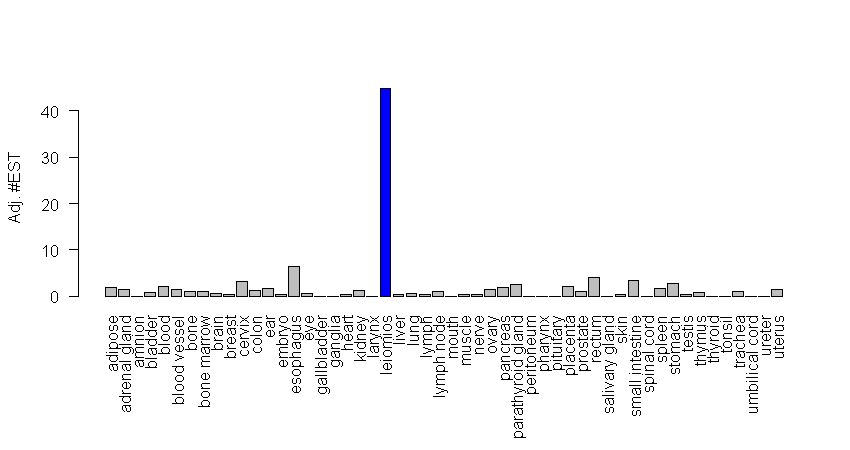 Adj. #EST
40
30
20
10
0
adipose
adrenal gland
amnion
bladder
blood
blood vessel
bone
bone marrow
brain
breast
cervix
colon
ear
embryo
esophagus
eye
gallbladder
ganglia
heart
kidney
larynx
leiomios
liver
lung
lymph
lymph node
mouth
muscle
nerve
ovary
pancreas
parathyroid gland
peritoneum
pharynx
pituitary
placenta
prostate
rectum
salivary gland
skin
small intestine
spinal cord
spleen
stomach
testis
thymus
thyroid
tonsil
trachea
umbilical cord
ureter
uterus